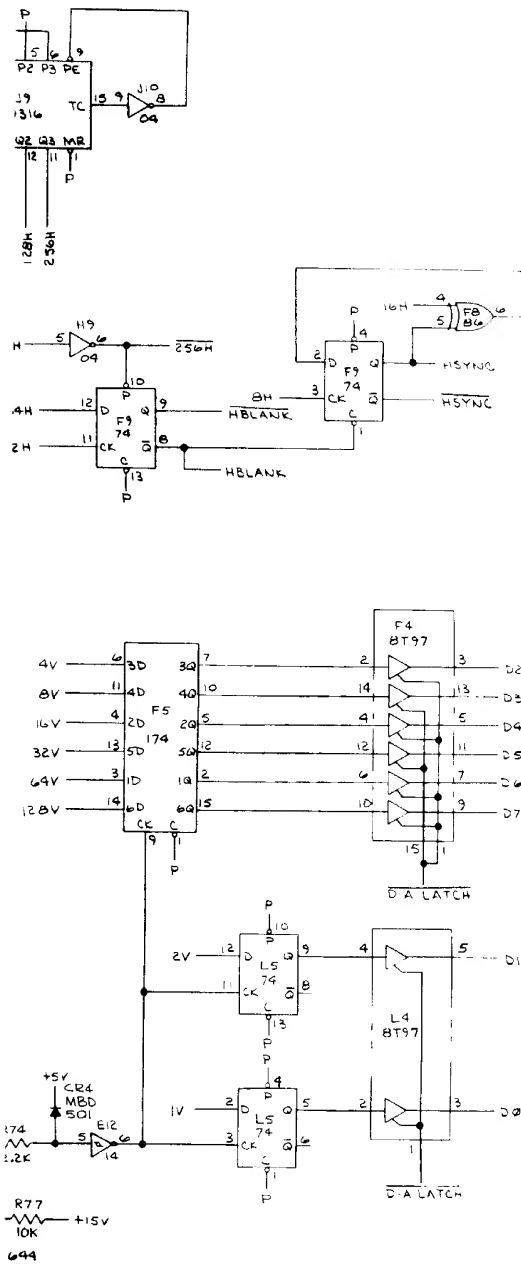 P
5 6 9
P2 P3 PE
J9
1316
TC 15 9 J10 8
04
Q2 Q3 MR
12 11 1
P
128H
256H
H 5 H9 6 256H
04
10
P
4H 12 D F9 Q 9 HBLANK
74
2H 11 CK Q 8
C
13
P
HBLANK
16H 4 F8 6
5 86
P
4
P
2 D F9 Q HSYNC
74
8H 3 CK Q HSYNC
C
1
F4
8T97
4V 6 3D 3Q 7 2 3 D2
8V 11 4D 4Q 10 14 13 D3
F5
16V 4 2D 2Q 5 4 5 D4
174
32V 13 5D 5Q 12 12 11 D5
64V 3 1D 1Q 2 6 7 D6
128V 14 6D 6Q 15 10 9 D7
CK C
9 1
P
15 1
D-A LATCH
P
10
P
2V 12 D Q 9 4 5 D1
L5
74
11 CK Q 8
C
13
P
L4
8T97
P
4
P
1V 2 D Q 5 2 3 D0
L5
74
3 CK Q 6
C
1
P
1
D-A LATCH
+5V
CR4
MBD
501
R74
2.2K
5 E12 6
14
R77
10K
+15V
644